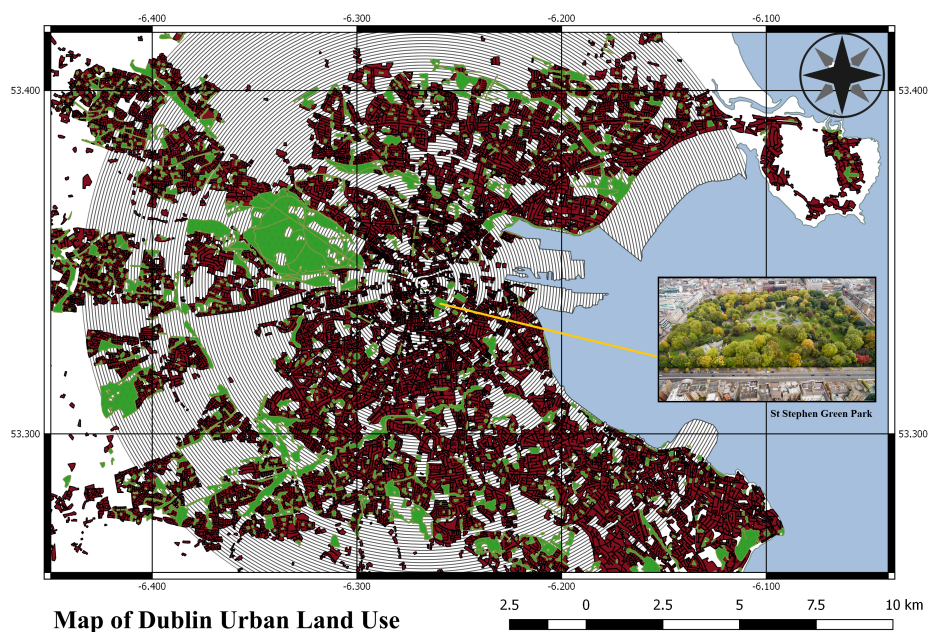 -6.400 -6.300 -6.200 -6.100
53.400 53.400
St Stephen Green Park
53.300 53.300
-6.400 -6.300 -6.200 -6.100
Map of Dublin Urban Land Use
2.5 0 2.5 5 7.5 10 km